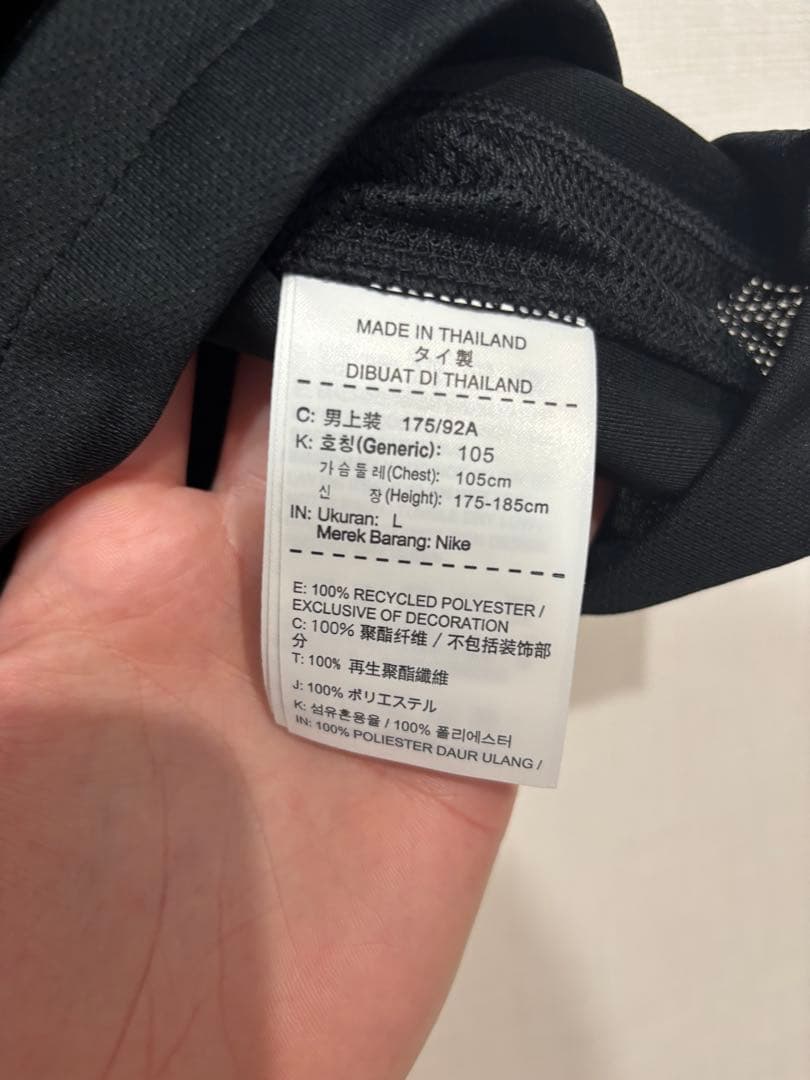 MADE IN THAILAND
タイ製
DIBUAT DI THAILAND
C: 男上装 175/92A
K: 호칭(Generic): 105
가슴둘레(Chest): 105cm
신 장(Height): 175-185cm
IN: Ukuran: L
Merek Barang: Nike
E: 100% RECYCLED POLYESTER /
EXCLUSIVE OF DECORATION
C: 100% 聚酯纤维 / 不包括装饰部
分
T: 100% 再生聚酯纖維
J: 100% ポリエステル
K: 섬유혼용율 / 100% 폴리에스터
IN: 100% POLIESTER DAUR ULANG /